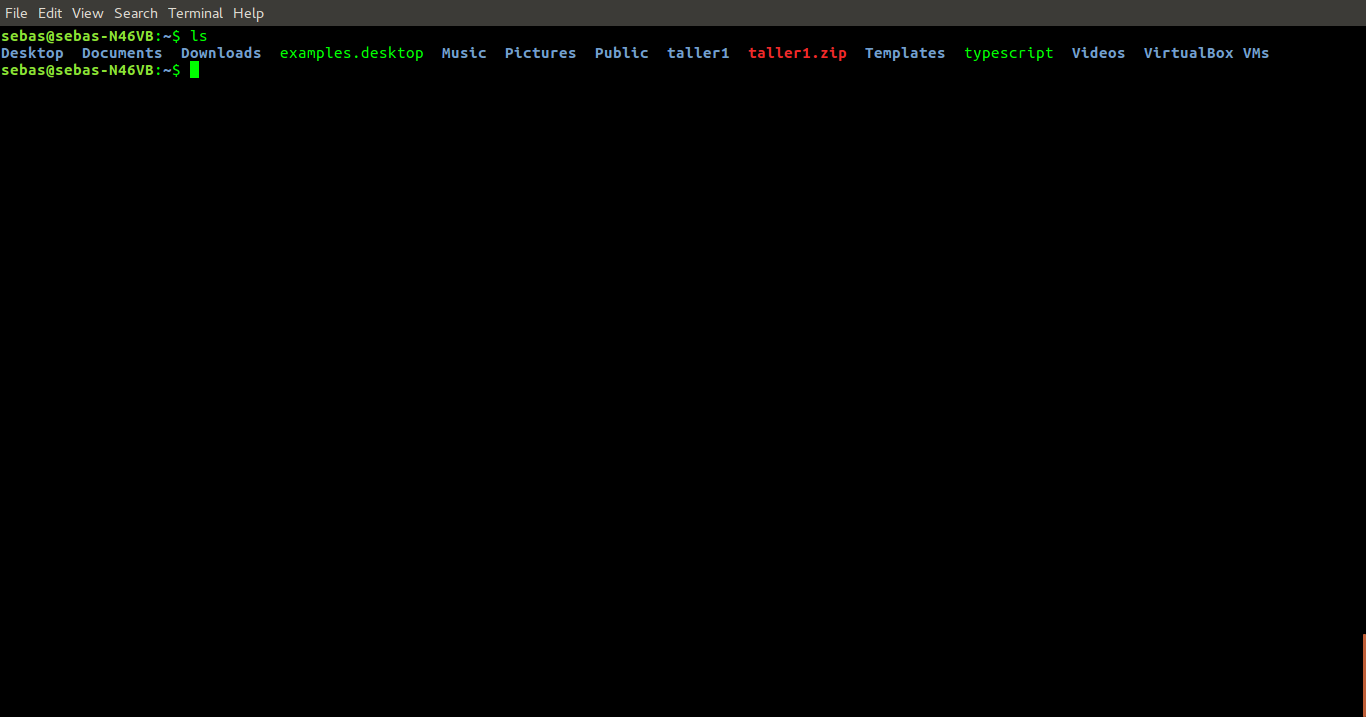 File Edit View Search Terminal Help
sebas@sebas-N46VB:~$ ls
Desktop Documents Downloads examples.desktop Music Pictures Public taller1 taller1.zip Templates typescript Videos VirtualBox VMs
sebas@sebas-N46VB:~$